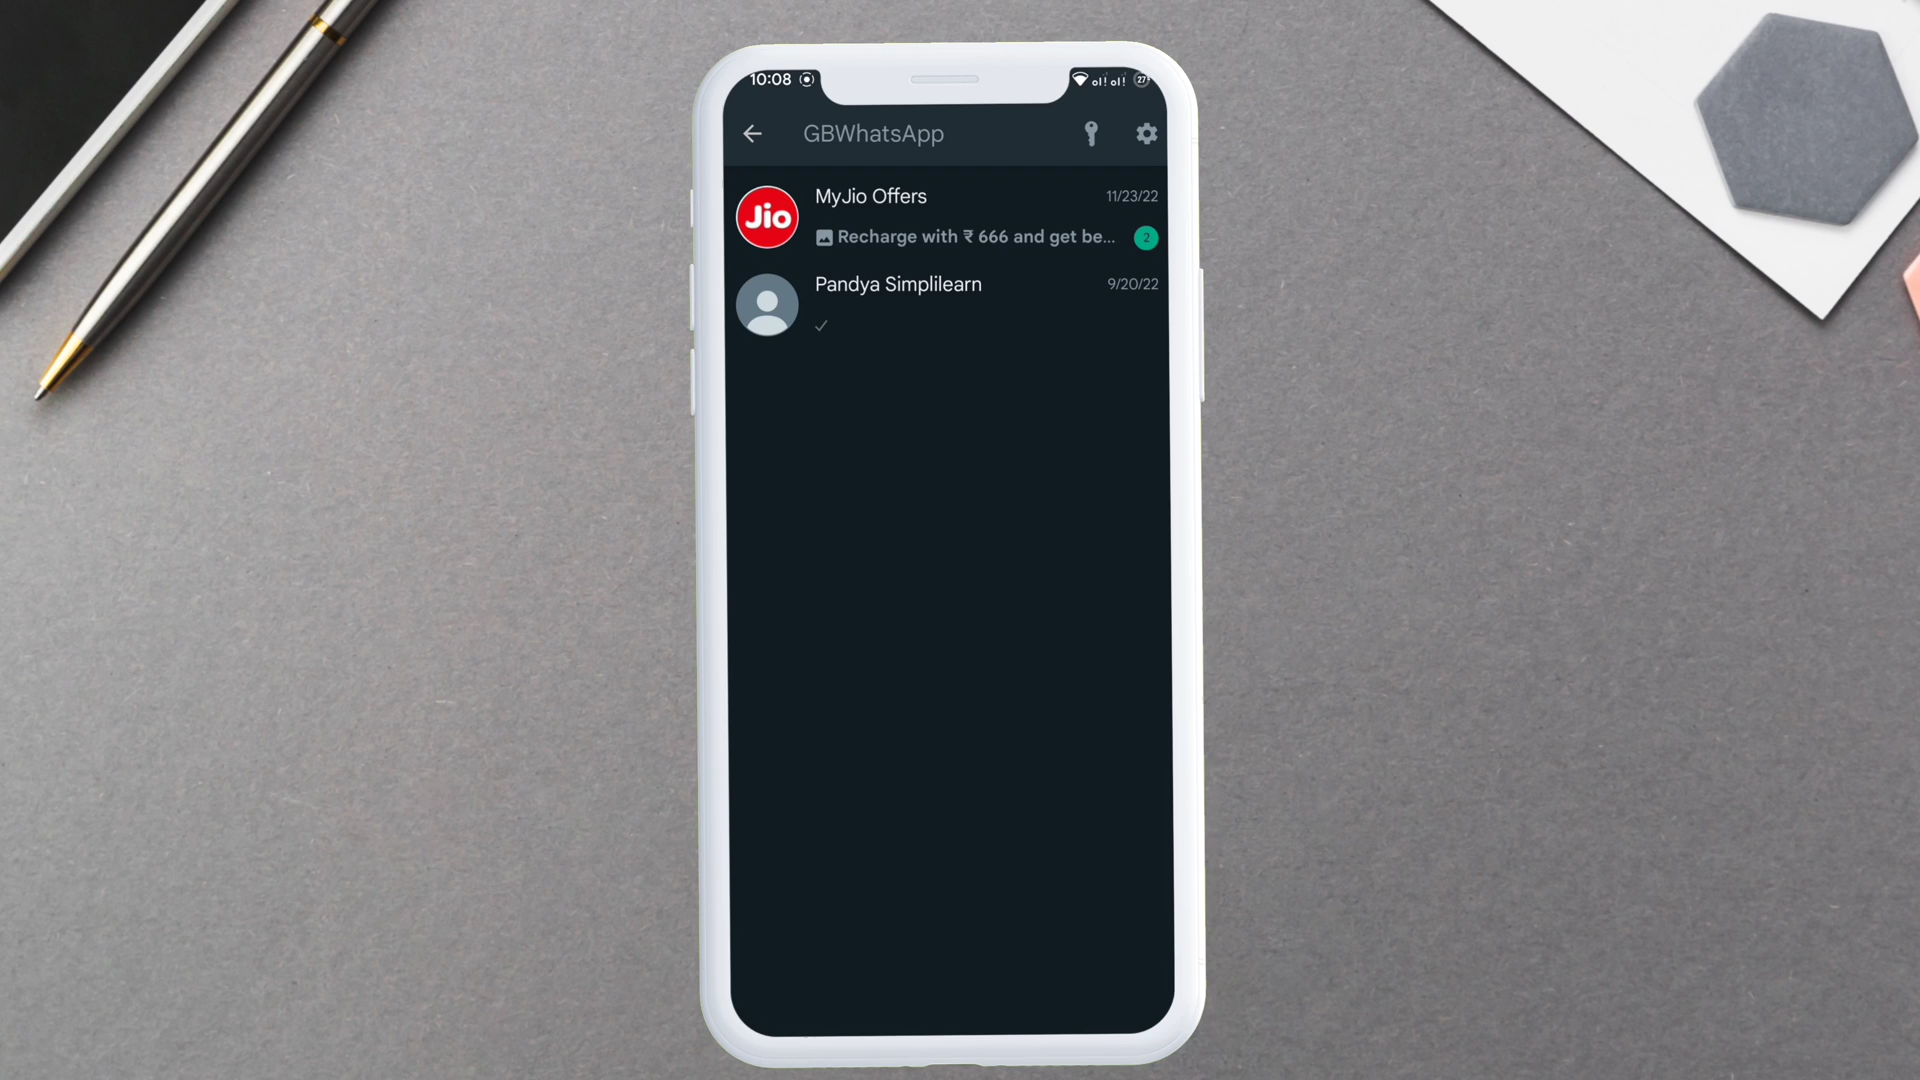 10:08
27
GBWhatsApp
Jio
MyJio Offers
11/23/22
Recharge with ₹ 666 and get be...
2
Pandya Simplilearn
9/20/22